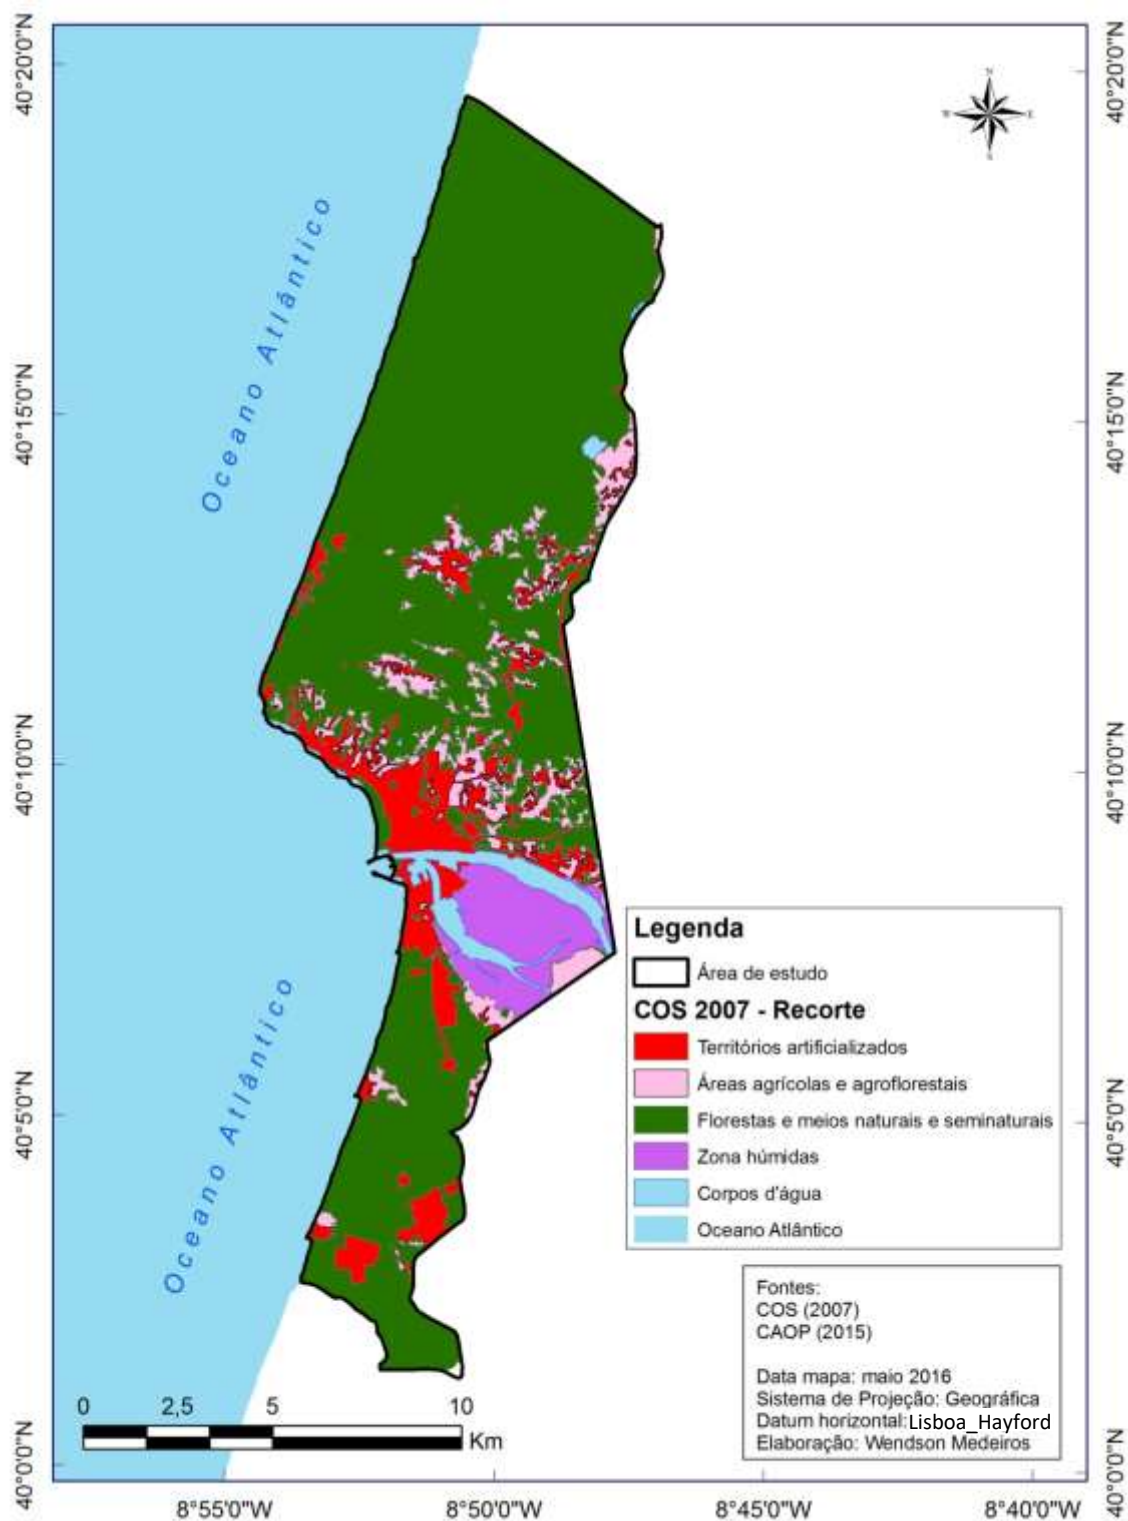 40°20'0"N
40°20'0"N
N
W
E
S
Oceano Atlântico
40°15'0"N
40°15'0"N
40°10'0"N
40°10'0"N
Oceano Atlântico
40°5'0"N
40°5'0"N
Legenda
Área de estudo
COS 2007 - Recorte
Territórios artificializados
Áreas agrícolas e agroflorestais
Florestas e meios naturais e seminaturais
Zona húmidas
Corpos d'água
Oceano Atlântico
Fontes:
COS (2007)
CAOP (2015)
Data mapa: maio 2016
Sistema de Projeção: Geográfica
Datum horizontal:Lisboa_Hayford
Elaboração: Wendson Medeiros
0 2,5 5 10
Km
40°0'0"N
40°0'0"N
8°55'0"W 8°50'0"W 8°45'0"W 8°40'0"W